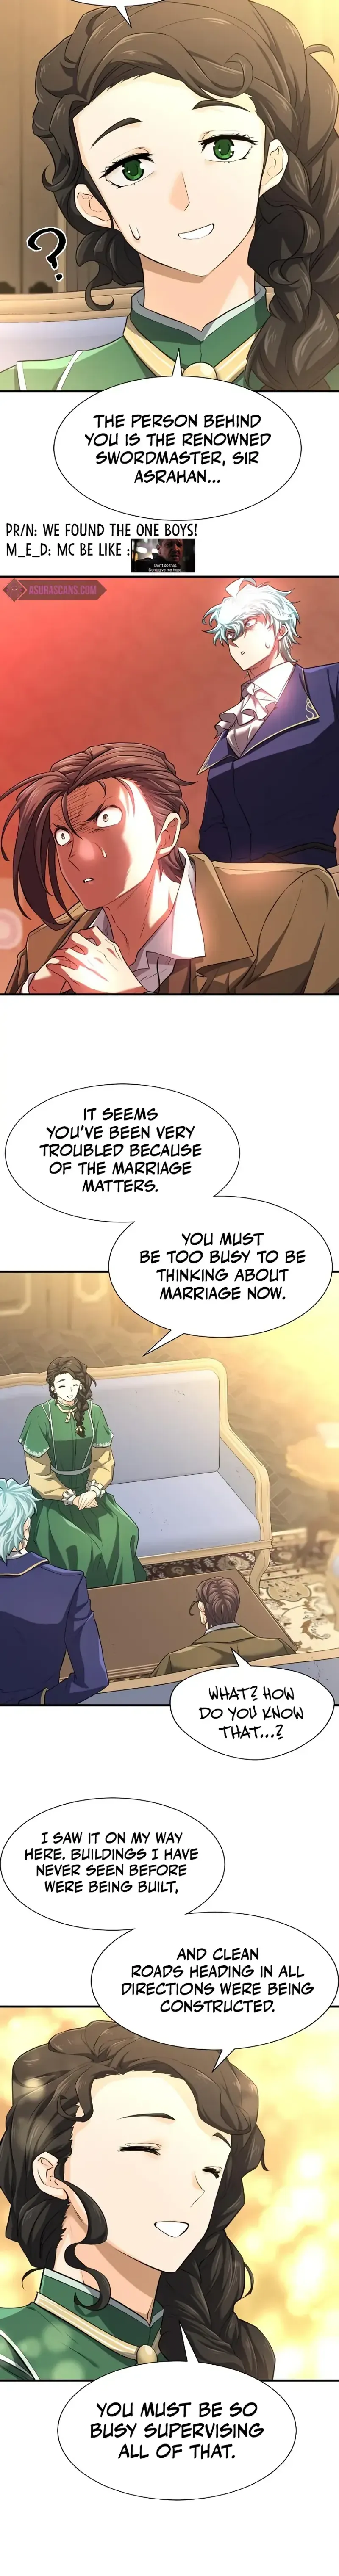 ?
THE PERSON BEHIND
YOU IS THE RENOWNED
SWORDMASTER, SIR
ASRAHAN...
PR/N: WE FOUND THE ONE BOYS!
M_E_D: MC BE LIKE :
Don't do that.
Don't give me hope.
ASURASCANS.COM
IT SEEMS
YOU'VE BEEN VERY
TROUBLED BECAUSE
OF THE MARRIAGE
MATTERS.
YOU MUST
BE TOO BUSY TO BE
THINKING ABOUT
MARRIAGE NOW.
WHAT? HOW
DO YOU KNOW
THAT...?
I SAW IT ON MY WAY
HERE. BUILDINGS I HAVE
NEVER SEEN BEFORE
WERE BEING BUILT,
AND CLEAN
ROADS HEADING IN ALL
DIRECTIONS WERE BEING
CONSTRUCTED.
YOU MUST BE SO
BUSY SUPERVISING
ALL OF THAT.